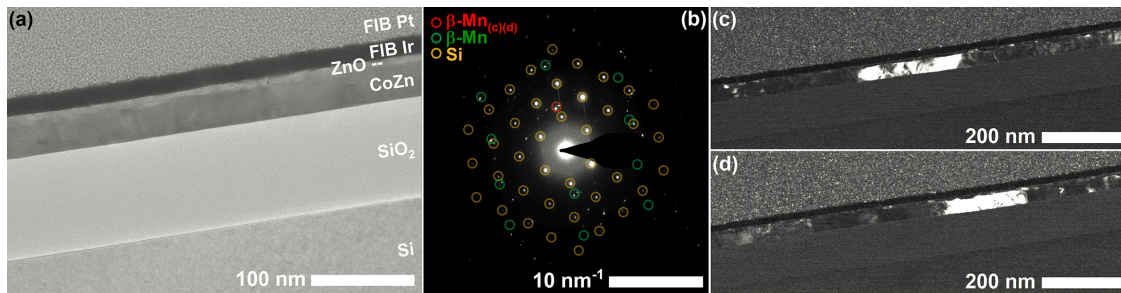 (a)
FIB Pt
FIB Ir
ZnO --
CoZn
SiO₂
Si
100 nm
(b)
β-Mn(c)(d)
β-Mn
Si
10 nm⁻¹
(c)
200 nm
(d)
200 nm